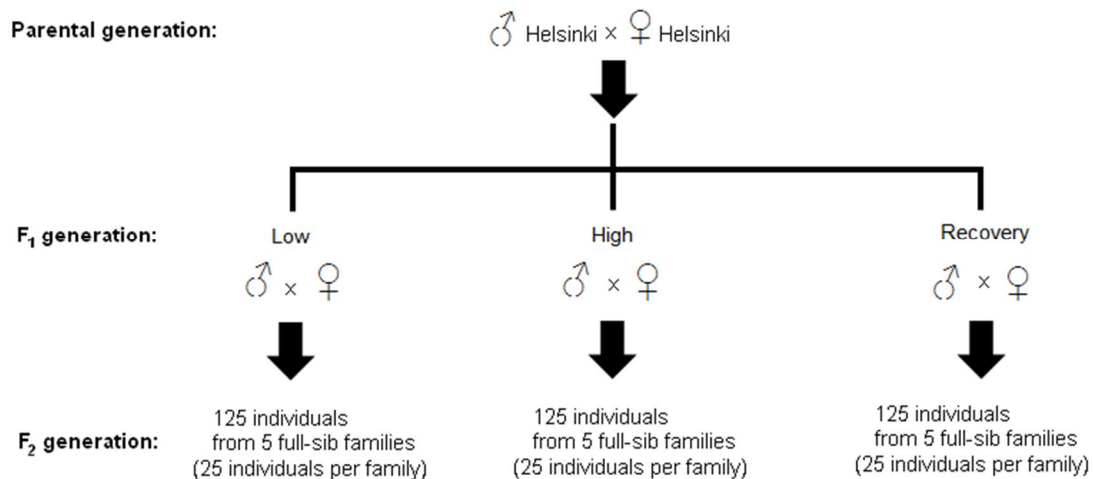 Parental generation: ♂ Helsinki × ♀ Helsinki
F₁ generation: Low High Recovery
♂ × ♀ ♂ × ♀ ♂ × ♀
F₂ generation:
125 individuals
from 5 full-sib families
(25 individuals per family)
125 individuals
from 5 full-sib families
(25 individuals per family)
125 individuals
from 5 full-sib families
(25 individuals per family)